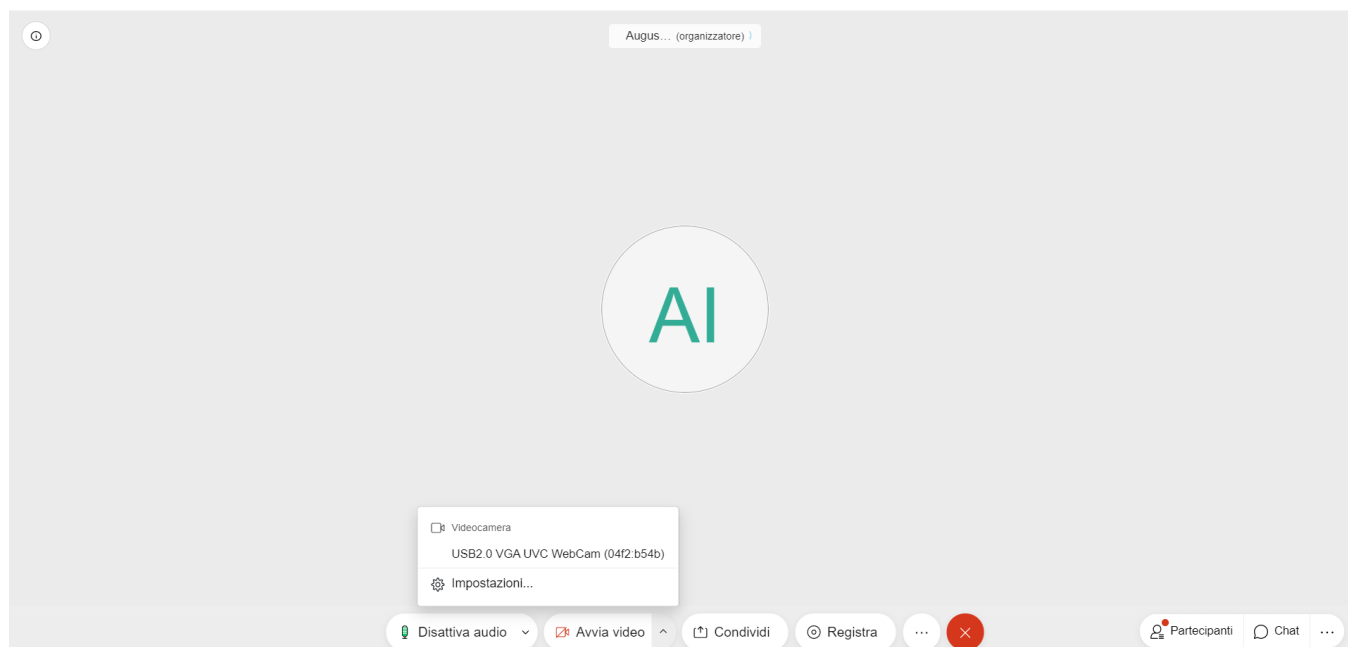 Augus... (organizzatore)
AI
Videocamera
USB2.0 VGA UVC WebCam (04f2:b54b)
Impostazioni...
Disattiva audio
Avvia video
Condividi
Registra
...
Partecipanti
Chat
...